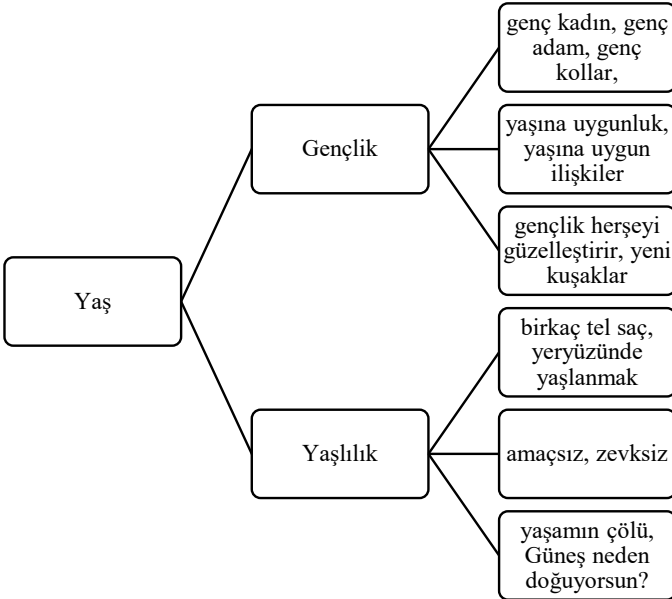 genç kadın, genç
adam, genç
kollar,
Gençlik
yaşına uygunluk,
yaşına uygun
ilişkiler
gençlik herşeyi
güzelleştirir, yeni
kuşaklar
Yaş
birkaç tel saç,
yeryüzünde
yaşlanmak
Yaşlılık
amaçsız, zevksiz
yaşamın çölü,
Güneş neden
doğuyorsun?